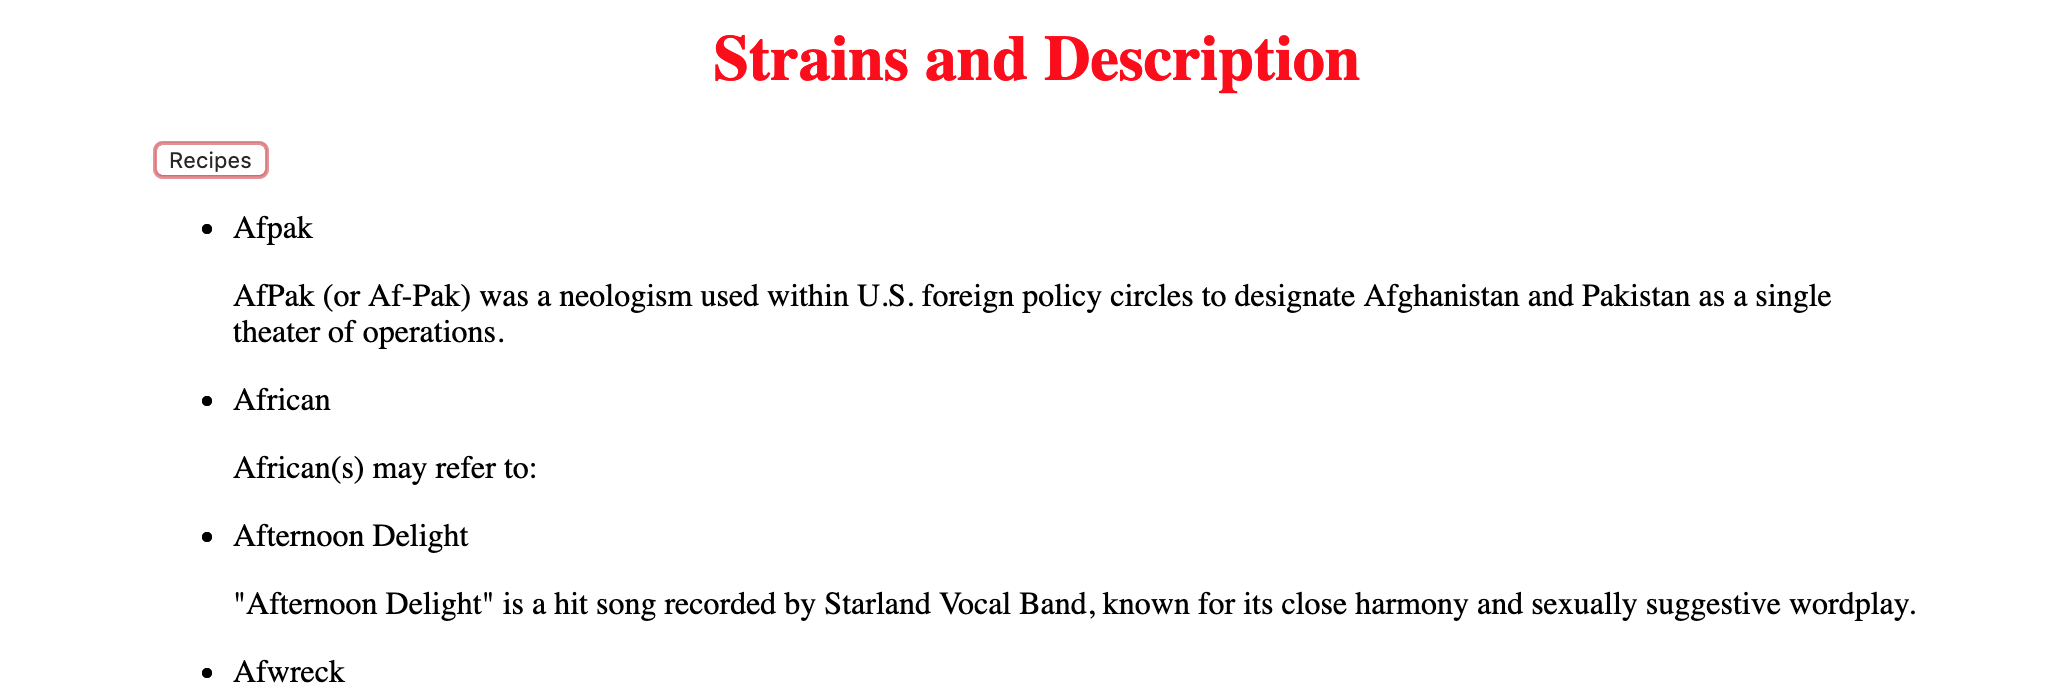 Strains and Description
Recipes
Afpak
AfPak (or Af-Pak) was a neologism used within U.S. foreign policy circles to designate Afghanistan and Pakistan as a single
theater of operations.
African
African(s) may refer to:
Afternoon Delight
"Afternoon Delight" is a hit song recorded by Starland Vocal Band, known for its close harmony and sexually suggestive wordplay.
Afwreck